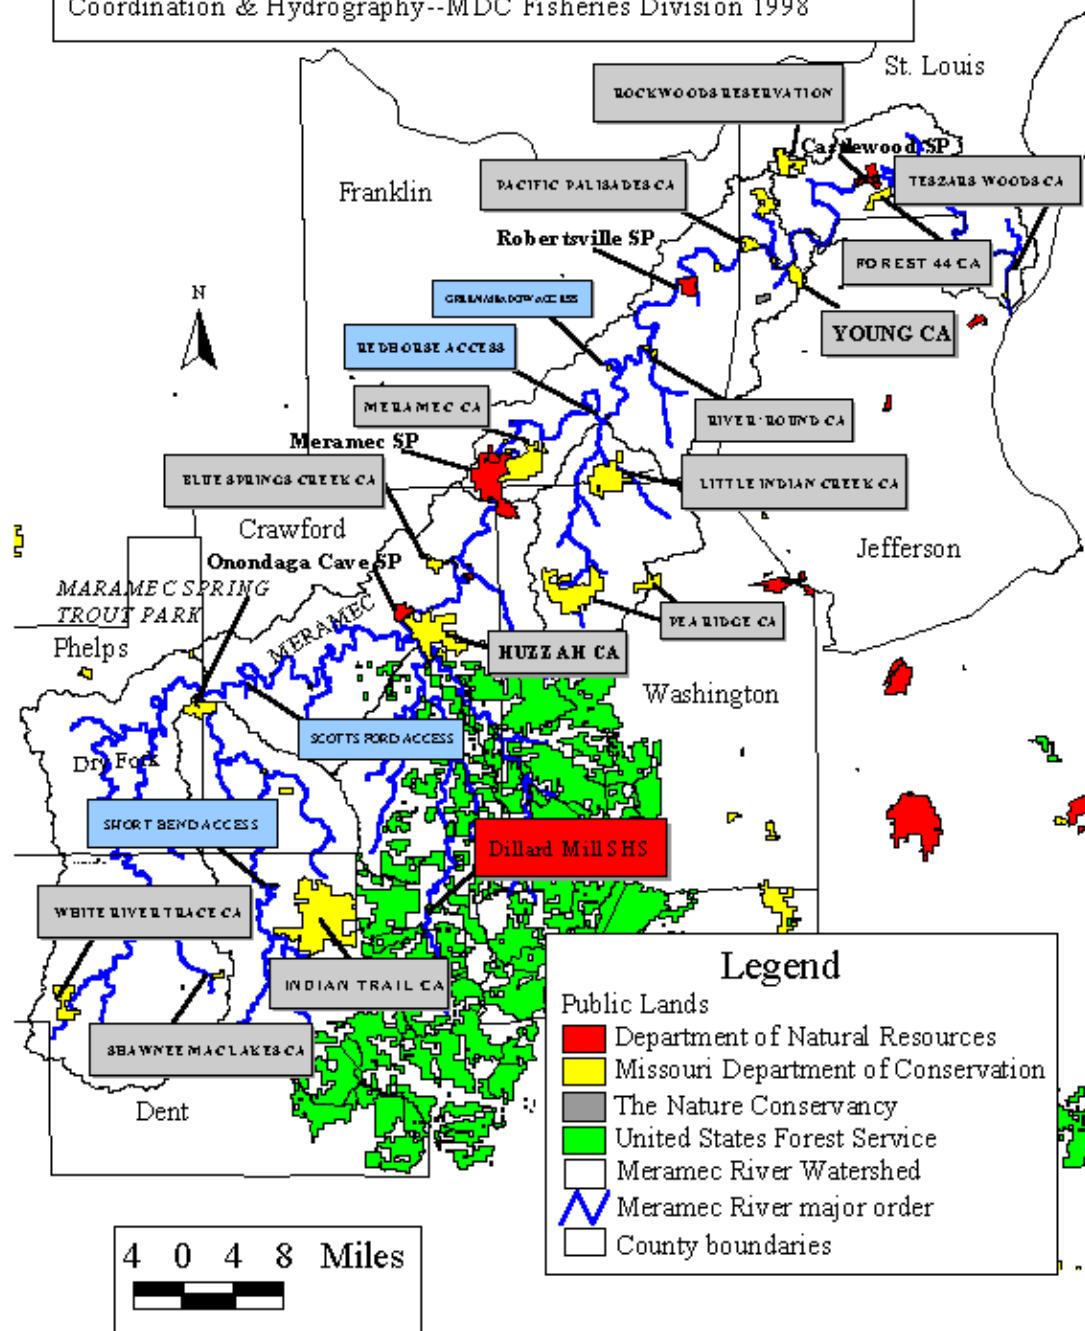 Coordination & Hydrography--MDC Fisheries Division 1998
St. Louis
ROCKWOODS RESERVATION
Castlewood SP
TESZARS WOODS CA
PACIFIC PALISADES CA
Franklin
Robertsville SP
FOREST 44 CA
N
GREEN MEADOW ACCESS
YOUNG CA
REDHORSE ACCESS
MERAMEC CA
RIVER 'ROUND CA
Meramec SP
BLUE SPRINGS CREEK CA
LITTLE INDIAN CREEK CA
Crawford
Jefferson
Onondaga Cave SP
MARAMEC SPRING
TROUT PARK
MERAMEC
PEA RIDGE CA
Phelps
HUZZAH CA
Washington
SCOTTS FORD ACCESS
Dry Fork
SHORT BEND ACCESS
Dillard Mill SHS
WHITE RIVER TRACE CA
INDIAN TRAIL CA
SHAWNEE MAC LAKES CA
Dent
Legend
Public Lands
Department of Natural Resources
Missouri Department of Conservation
The Nature Conservancy
United States Forest Service
Meramec River Watershed
Meramec River major order
County boundaries
4 0 4 8 Miles